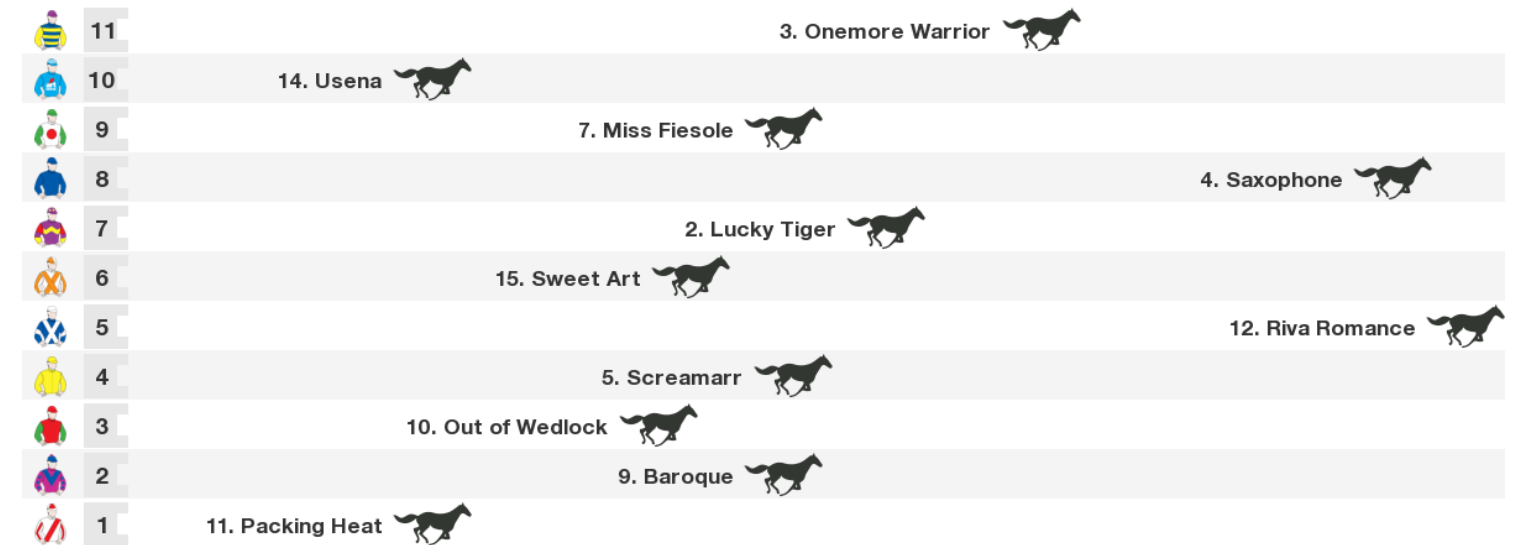 11 3. Onemore Warrior
10 14. Usena
9 7. Miss Fiesole
8 4. Saxophone
7 2. Lucky Tiger
6 15. Sweet Art
5 12. Riva Romance
4 5. Screamarr
3 10. Out of Wedlock
2 9. Baroque
1 11. Packing Heat